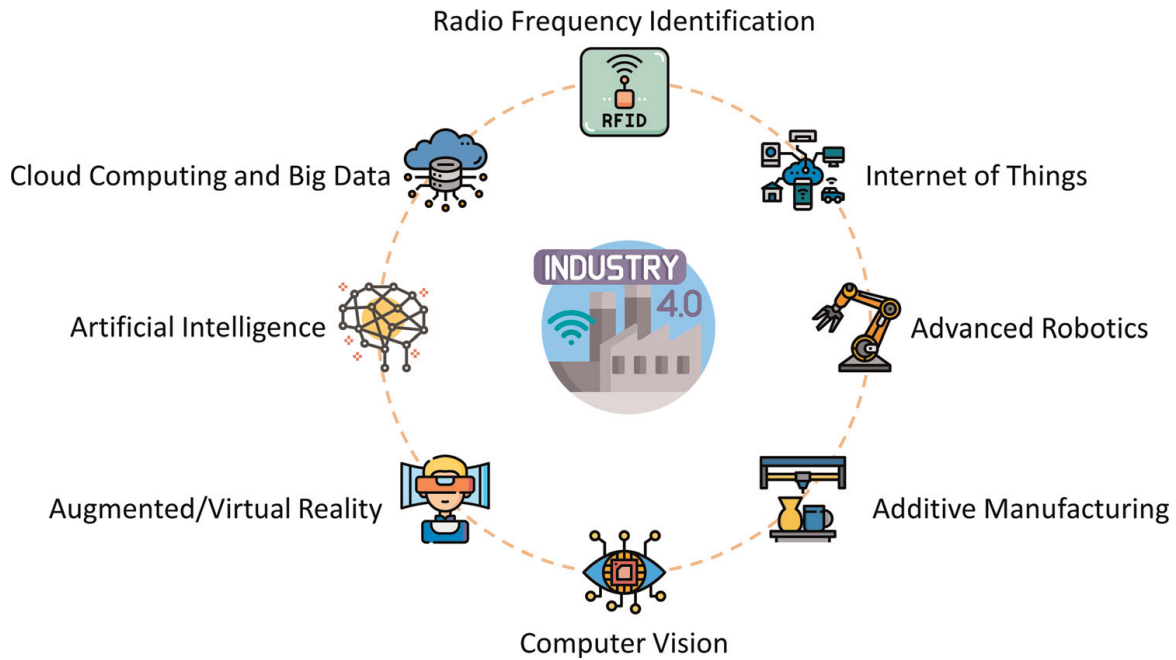 Radio Frequency Identification
RFID
Cloud Computing and Big Data
Internet of Things
INDUSTRY
4.0
Artificial Intelligence
Advanced Robotics
Augmented/Virtual Reality
Additive Manufacturing
Computer Vision